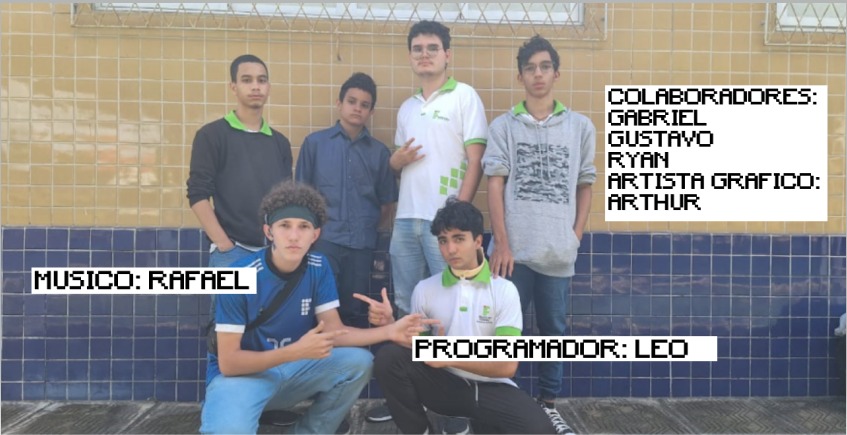 COLABORADORES:
GABRIEL
GUSTAVO
RYAN
ARTISTA GRAFICO:
ARTHUR
MUSICO: RAFAEL
PROGRAMADOR: LEO